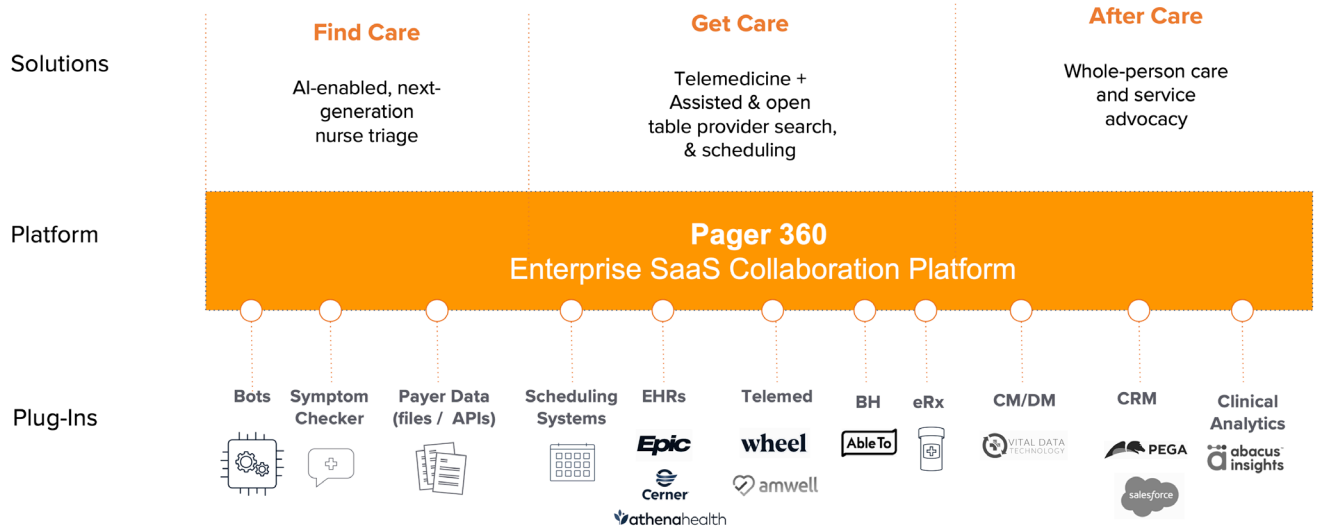 Solutions
Find Care
AI-enabled, next-
generation
nurse triage
Get Care
Telemedicine +
Assisted & open
table provider search,
& scheduling
After Care
Whole-person care
and service
advocacy
Platform
Pager 360
Enterprise SaaS Collaboration Platform
Plug-Ins
Bots
Symptom
Checker
Payer Data
(files / APIs)
Scheduling
Systems
EHRs
Epic
Cerner
athenahealth
Telemed
wheel
amwell
BH
AbleTo
eRx
CM/DM
VITAL DATA
TECHNOLOGY
CRM
PEGA
salesforce
Clinical
Analytics
abacus
insights